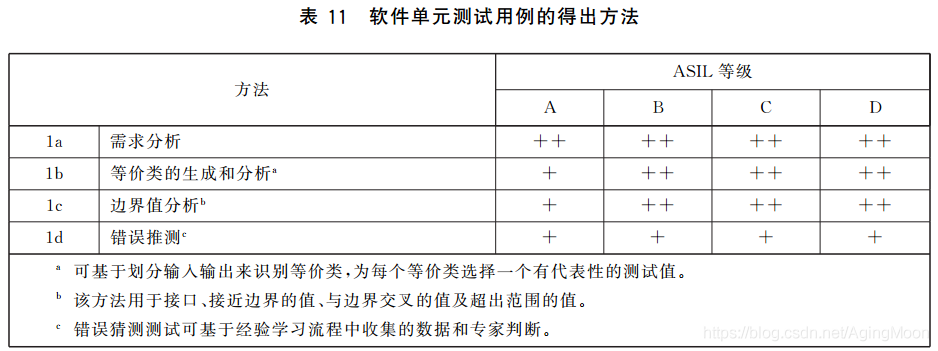 表 11 软件单元测试用例的得出方法
方法 ASIL 等级
A B C D
1a 需求分析 ++ ++ ++ ++
1b 等价类的生成和分析ᵃ + ++ ++ ++
1c 边界值分析ᵇ + ++ ++ ++
1d 错误推测ᶜ + + + +
ᵃ 可基于划分输入输出来识别等价类,为每个等价类选择一个有代表性的测试值。
ᵇ 该方法用于接口、接近边界的值、与边界交叉的值及超出范围的值。
ᶜ 错误猜测测试可基于经验学习流程中收集的数据和专家判断。
https://blog.csdn.net/AgingMoon